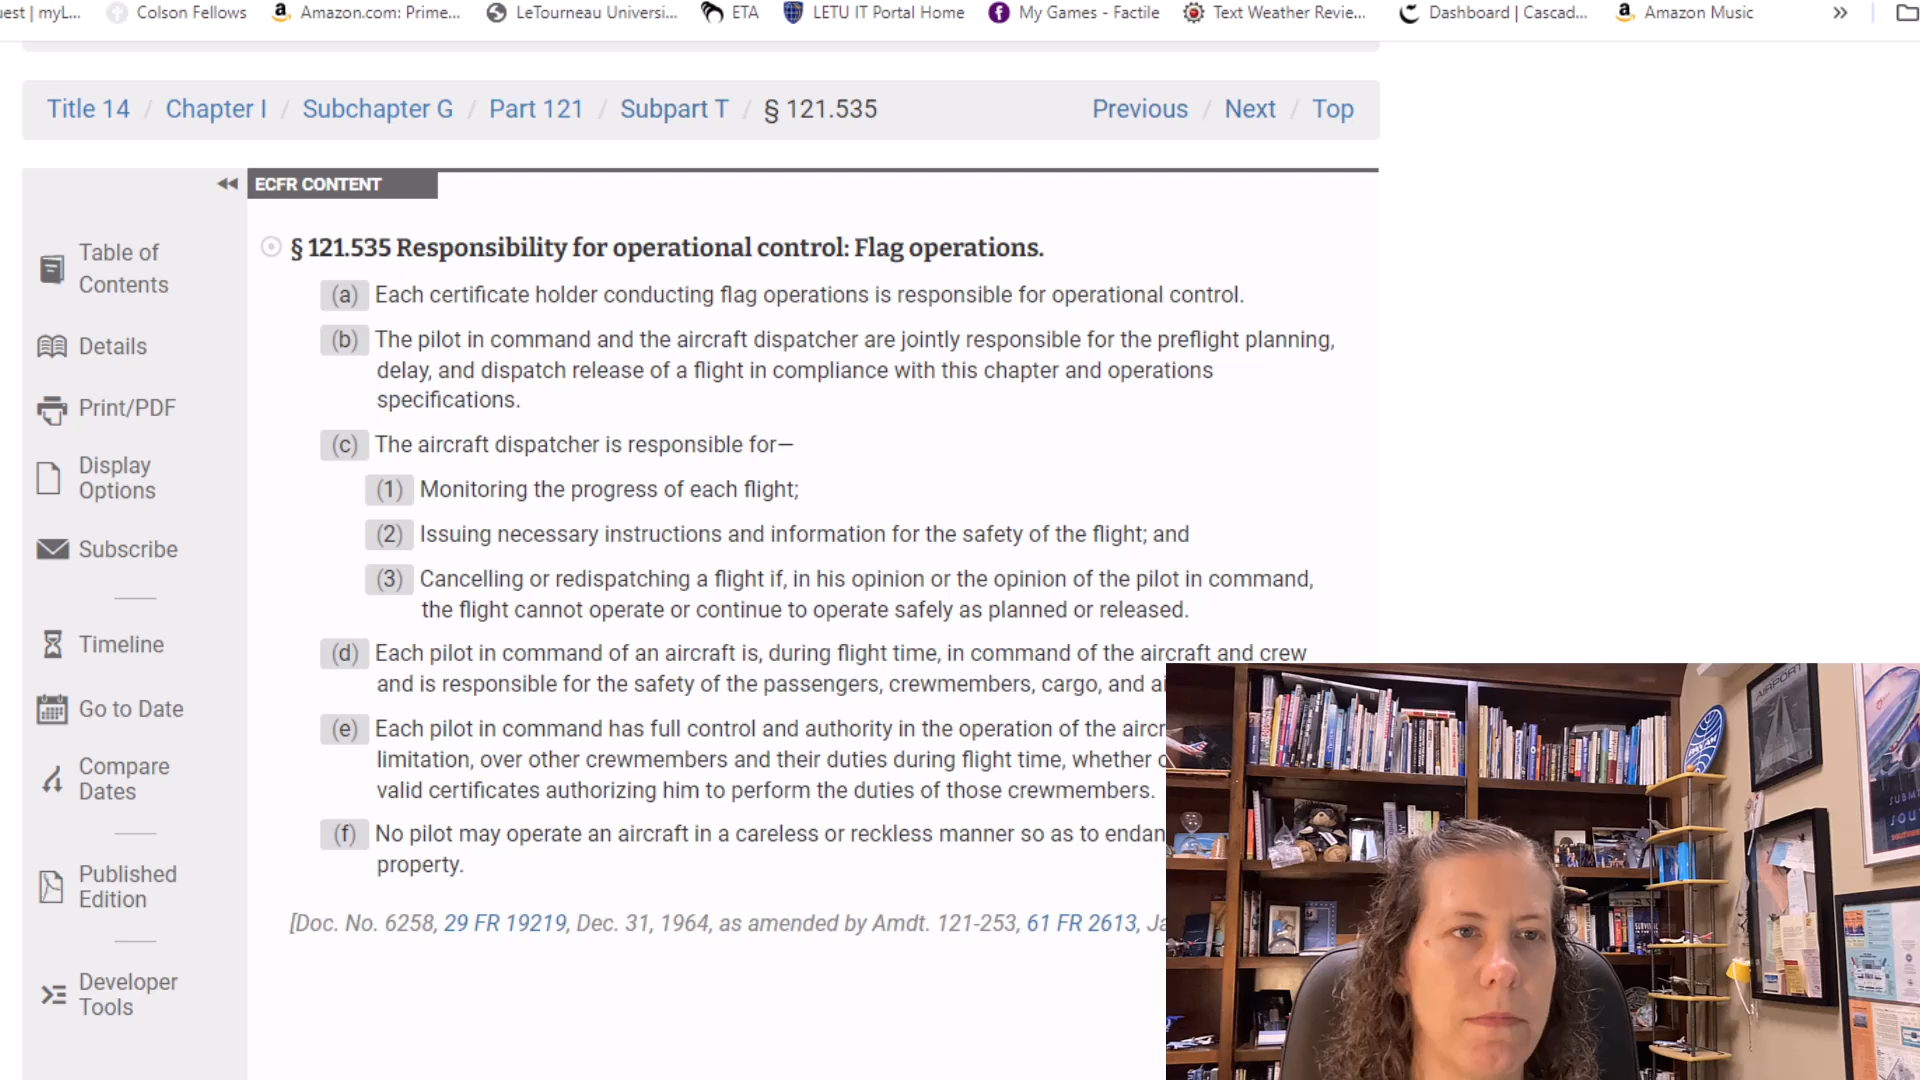 uest | myL...
Colson Fellows
Amazon.com: Prime...
LeTourneau Universi...
ETA
LETU IT Portal Home
My Games - Factile
Text Weather Revie...
Dashboard | Cascad...
Amazon Music
»
Title 14 / Chapter I / Subchapter G / Part 121 / Subpart T / § 121.535
Previous / Next / Top
ECFR CONTENT
Table of
Contents
Details
Print/PDF
Display
Options
Subscribe
Timeline
Go to Date
Compare
Dates
Published
Edition
Developer
Tools
§ 121.535 Responsibility for operational control: Flag operations.
(a) Each certificate holder conducting flag operations is responsible for operational control.
(b) The pilot in command and the aircraft dispatcher are jointly responsible for the preflight planning,
delay, and dispatch release of a flight in compliance with this chapter and operations
specifications.
(c) The aircraft dispatcher is responsible for—
(1) Monitoring the progress of each flight;
(2) Issuing necessary instructions and information for the safety of the flight; and
(3) Cancelling or redispatching a flight if, in his opinion or the opinion of the pilot in command,
the flight cannot operate or continue to operate safely as planned or released.
(d) Each pilot in command of an aircraft is, during flight time, in command of the aircraft and crew
and is responsible for the safety of the passengers, crewmembers, cargo, and ai
(e) Each pilot in command has full control and authority in the operation of the aircr
limitation, over other crewmembers and their duties during flight time, whether o
valid certificates authorizing him to perform the duties of those crewmembers.
(f) No pilot may operate an aircraft in a careless or reckless manner so as to endan
property.
[Doc. No. 6258, 29 FR 19219, Dec. 31, 1964, as amended by Amdt. 121-253, 61 FR 2613, Ja
AIRPORT
PAN AM